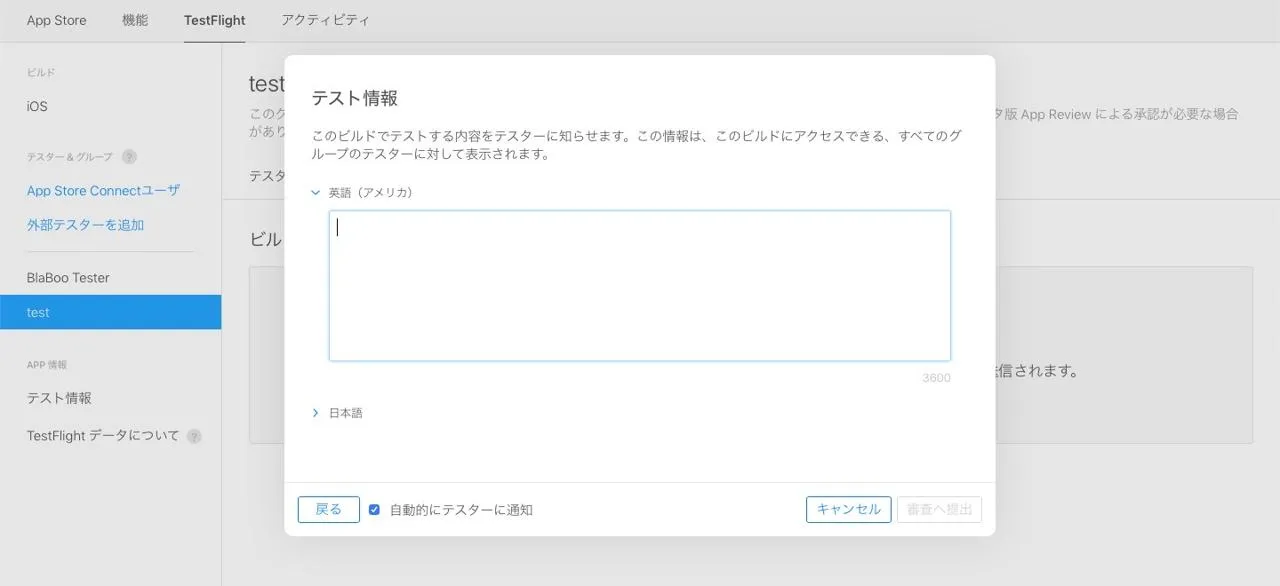 App Store 機能 TestFlight アクティビティ
ビルド
iOS
テスター＆グループ ?
App Store Connectユーザ
外部テスターを追加
BlaBoo Tester
test
APP 情報
テスト情報
TestFlight データについて ?
test
このク
があり
タ版 App Review による承認が必要な場合
テスタ
ビル
信されます。
テスト情報
このビルドでテストする内容をテスターに知らせます。この情報は、このビルドにアクセスできる、すべてのグ
ループのテスターに対して表示されます。
英語（アメリカ）
3600
日本語
戻る 自動的にテスターに通知 キャンセル 審査へ提出